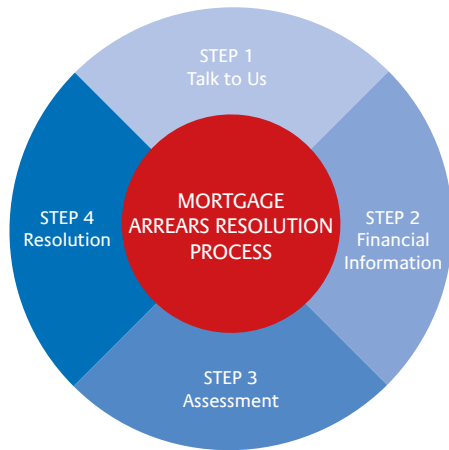 STEP 1
Talk to Us
STEP 2
Financial
Information
STEP 3
Assessment
STEP 4
Resolution
MORTGAGE
ARREARS RESOLUTION
PROCESS